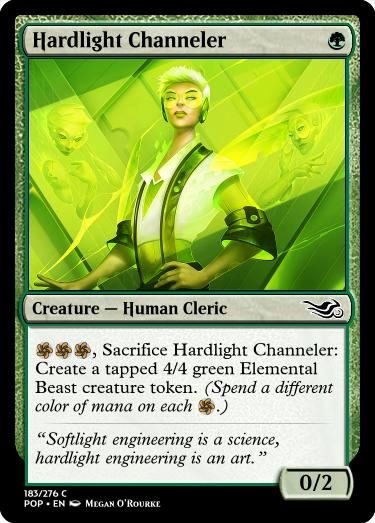 Hardlight Channeler
Creature — Human Cleric
, Sacrifice Hardlight Channeler:
Create a tapped 4/4 green Elemental
Beast creature token. (Spend a different
color of mana on each .)
“Softlight engineering is a science,
hardlight engineering is an art.”
0/2
183/276 C
POP • EN Megan O’Rourke